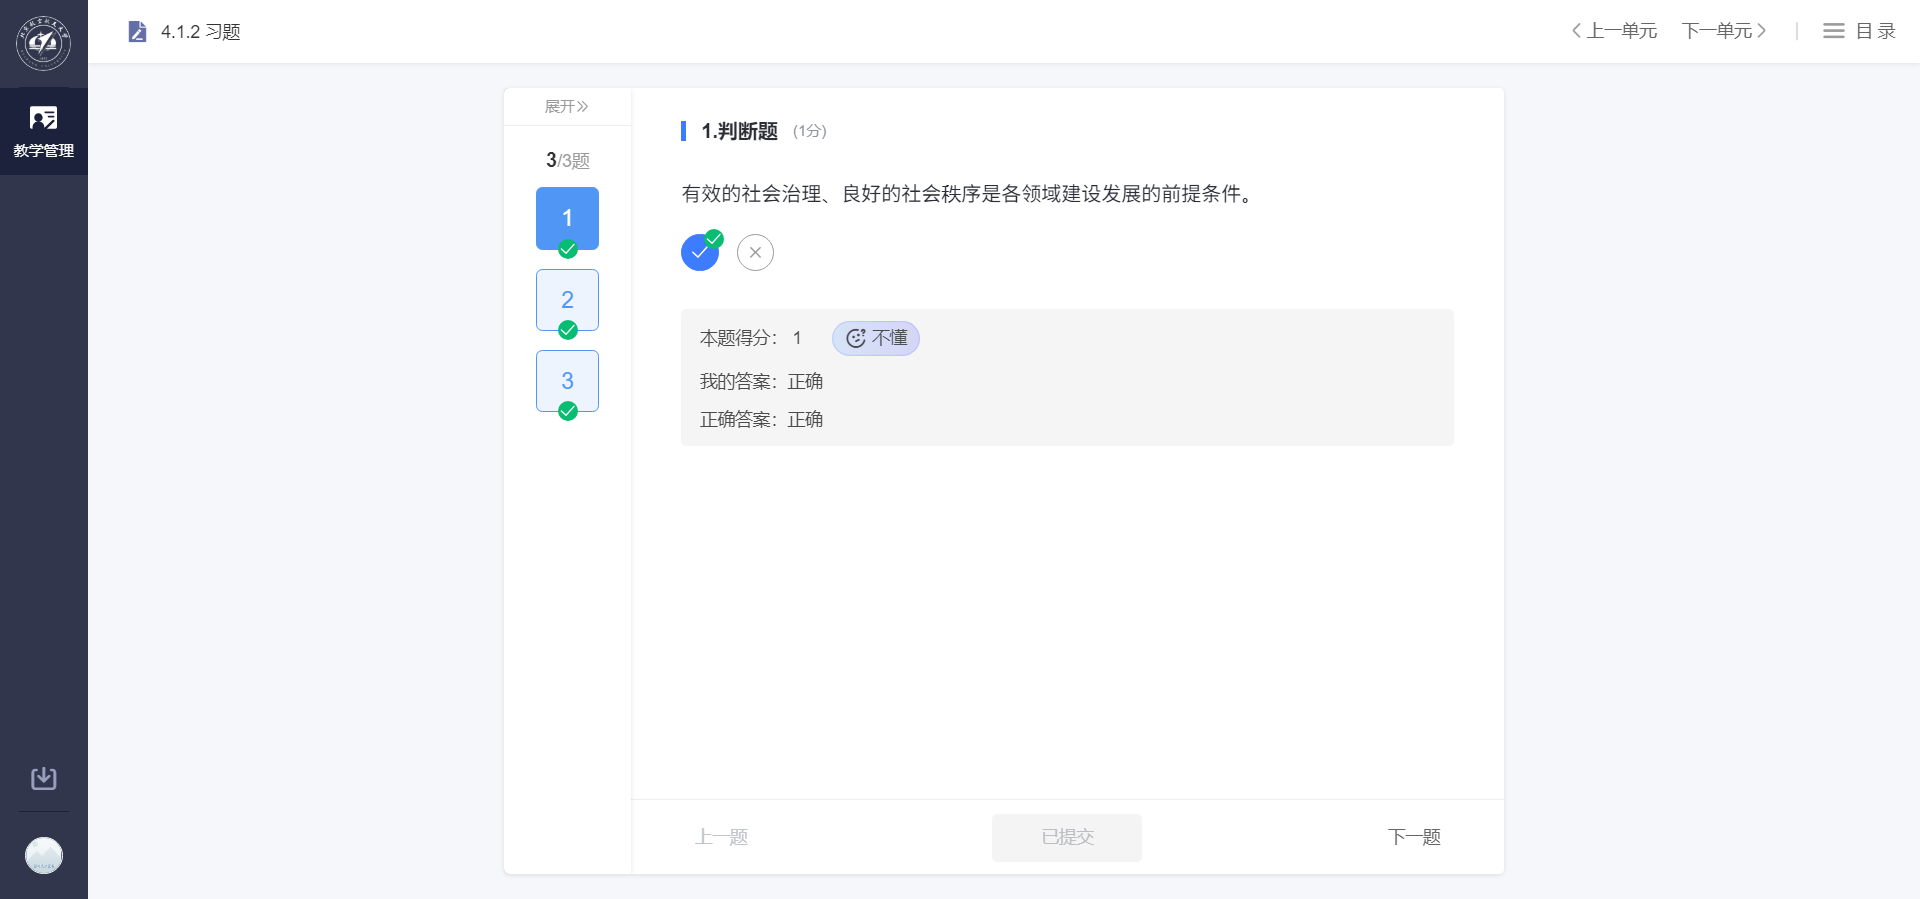 4.1.2 习题
上一单元
下一单元
目录
教学管理
展开
3/3题
1
2
3
1.判断题 (1分)
有效的社会治理、良好的社会秩序是各领域建设发展的前提条件。
本题得分： 1 不懂
我的答案：正确
正确答案：正确
上一题
已提交
下一题